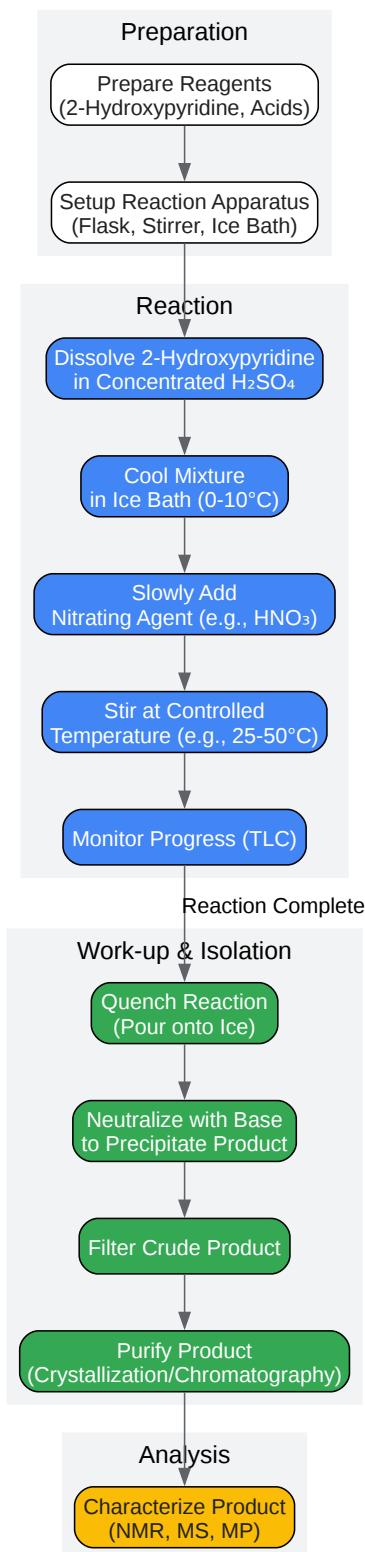 Preparation
Prepare Reagents
(2-Hydroxypyridine, Acids)
Setup Reaction Apparatus
(Flask, Stirrer, Ice Bath)
Reaction
Dissolve 2-Hydroxypyridine
in Concentrated H₂SO₄
Cool Mixture
in Ice Bath (0-10°C)
Slowly Add
Nitrating Agent (e.g., HNO₃)
Stir at Controlled
Temperature (e.g., 25-50°C)
Monitor Progress (TLC)
Reaction Complete
Work-up & Isolation
Quench Reaction
(Pour onto Ice)
Neutralize with Base
to Precipitate Product
Filter Crude Product
Purify Product
(Crystallization/Chromatography)
Analysis
Characterize Product
(NMR, MS, MP)